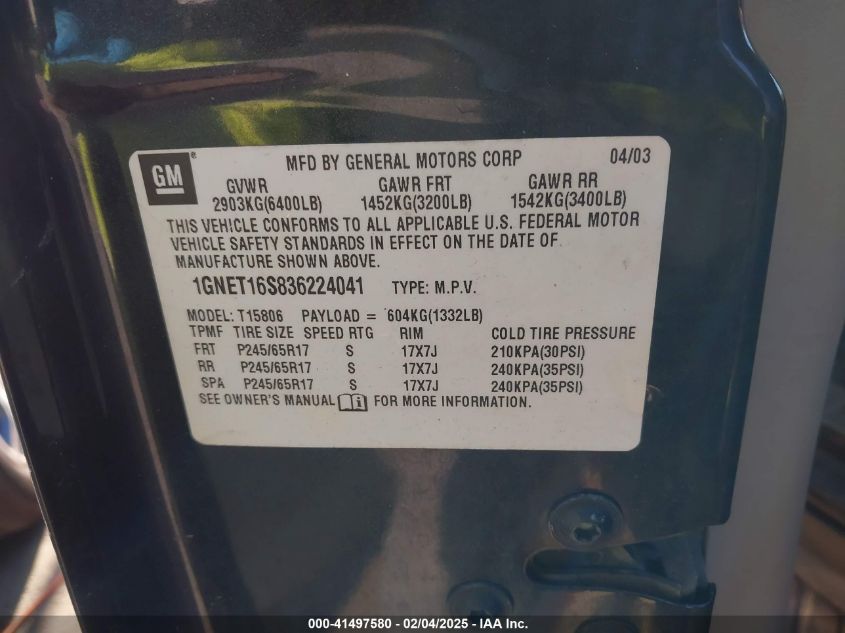 GM®
MFD BY GENERAL MOTORS CORP 04/03
GVWR GAWR FRT GAWR RR
2903KG(6400LB) 1452KG(3200LB) 1542KG(3400LB)
THIS VEHICLE CONFORMS TO ALL APPLICABLE U.S. FEDERAL MOTOR
VEHICLE SAFETY STANDARDS IN EFFECT ON THE DATE OF
MANUFACTURE SHOWN ABOVE.
1GNET16S836224041 TYPE: M.P.V.
MODEL: T15806 PAYLOAD = 604KG(1332LB)
TPMF TIRE SIZE SPEED RTG RIM COLD TIRE PRESSURE
FRT P245/65R17 S 17X7J 210KPA(30PSI)
RR P245/65R17 S 17X7J 240KPA(35PSI)
SPA P245/65R17 S 17X7J 240KPA(35PSI)
SEE OWNER'S MANUAL FOR MORE INFORMATION.
000-41497580 - 02/04/2025 - IAA Inc.